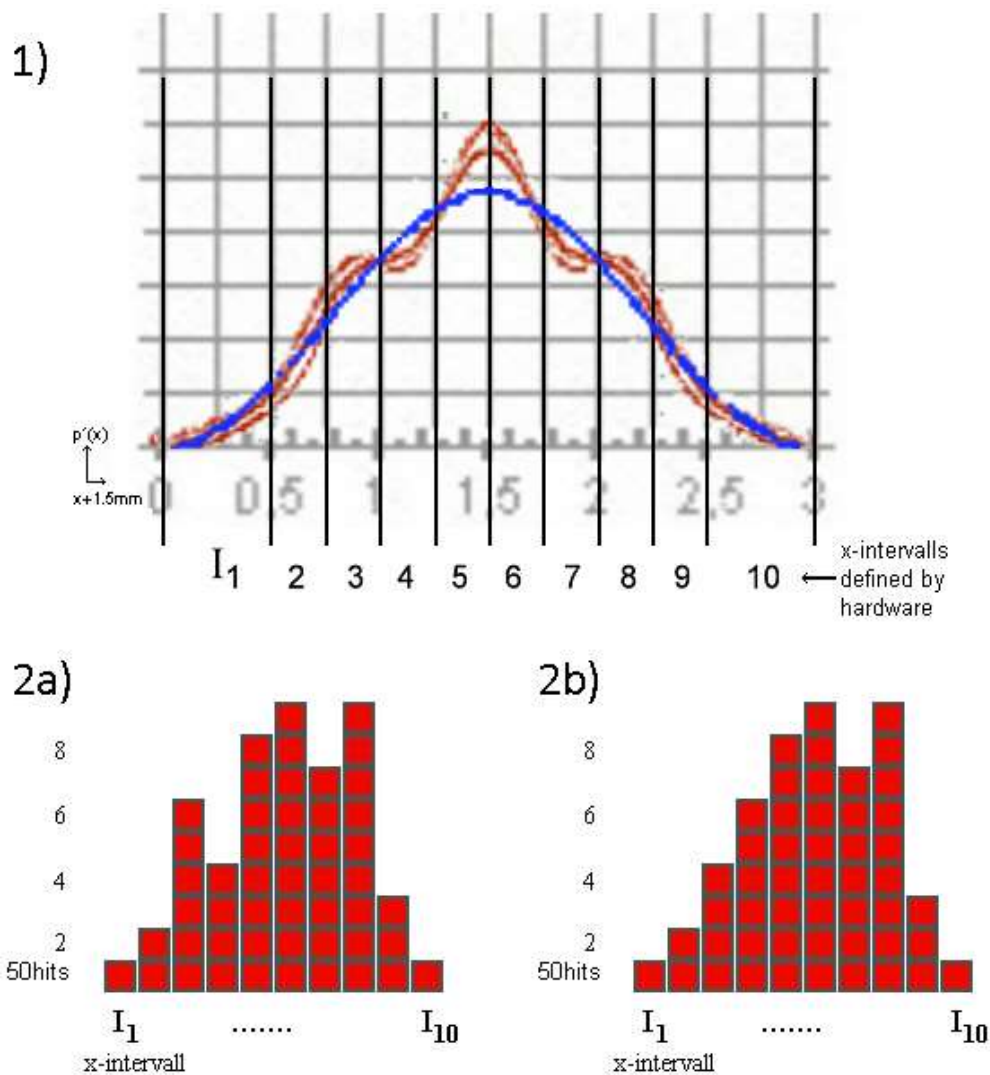 1)
p'(x)
x+1.5mm
0 0.5 1 1.5 2 2.5 3
I1 2 3 4 5 6 7 8 9 10
x-intervalls
defined by
hardware
2a)
8
6
4
2
50hits
I1 ....... I10
x-intervall
2b)
8
6
4
2
50hits
I1 ....... I10
x-intervall